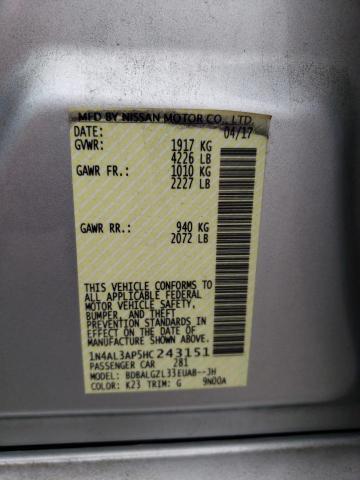 MFD BY NISSAN MOTOR CO., LTD.
DATE: 04/17
GVWR: 1917 KG
4226 LB
GAWR FR.: 1010 KG
2227 LB
GAWR RR.: 940 KG
2072 LB
THIS VEHICLE CONFORMS TO
ALL APPLICABLE FEDERAL
MOTOR VEHICLE SAFETY,
BUMPER, AND THEFT
PREVENTION STANDARDS IN
EFFECT ON THE DATE OF
MANUFACTURE SHOWN ABOVE.
1N4AL3AP5HC243151
PASSENGER CAR 281
MODEL: BDBALGZL33EUAB--JH
COLOR: K23 TRIM: G 9N00A